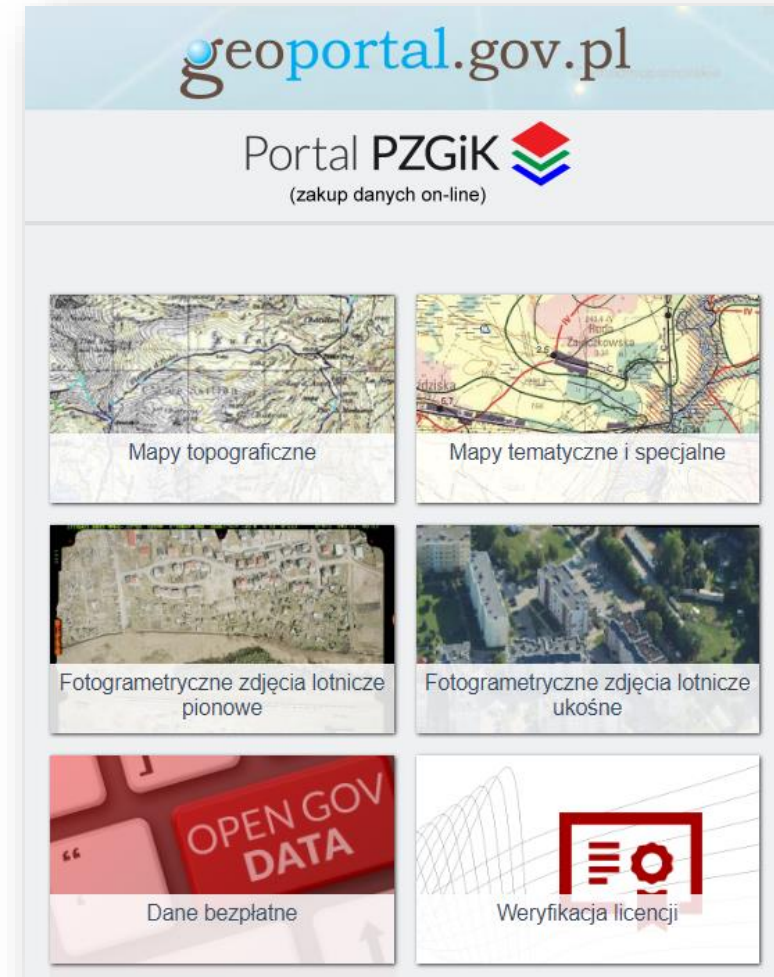 geoportal.gov.pl
Portal PZGiK
(zakup danych on-line)
Mapy topograficzne
Mapy tematyczne i specjalne
Fotogrametryczne zdjęcia lotnicze
pionowe
Fotogrametryczne zdjęcia lotnicze
ukośne
OPEN GOV
DATA
Dane bezpłatne
Weryfikacja licencji